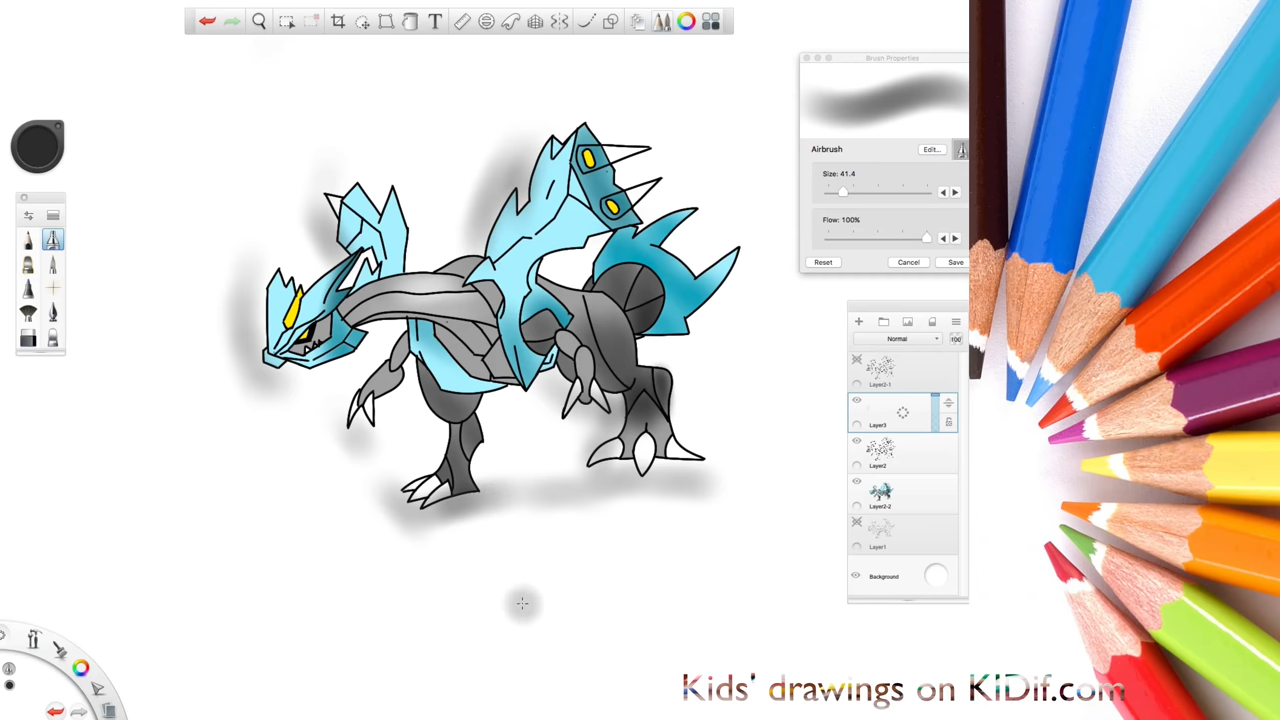 T
Brush Properties
Airbrush
Edit...
Size: 41.4
Flow: 100%
Reset
Cancel
Save
Normal
100
Layer2-1
Layer3
Layer2
Layer2-2
Layer1
Background
Kids' drawings on KIDif.com